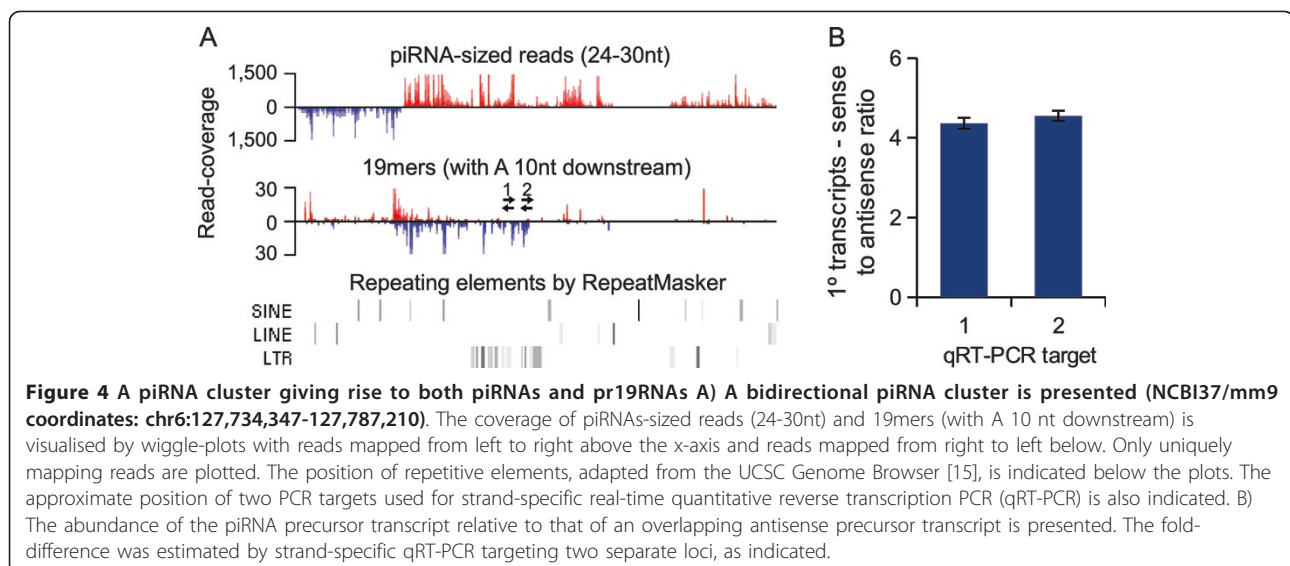 A
piRNA-sized reads (24-30nt)
1,500
0
1,500
19mers (with A 10nt downstream)
30
0
30
1 2
Read-coverage
Repeating elements by RepeatMasker
SINE
LINE
LTR
B
6
4
2
0
1º transcripts - sense
to antisense ratio
1 2
qRT-PCR target
Figure 4 A piRNA cluster giving rise to both piRNAs and pr19RNAs A) A bidirectional piRNA cluster is presented (NCBI37/mm9
coordinates: chr6:127,734,347-127,787,210). The coverage of piRNAs-sized reads (24-30nt) and 19mers (with A 10 nt downstream) is
visualised by wiggle-plots with reads mapped from left to right above the x-axis and reads mapped from right to left below. Only uniquely
mapping reads are plotted. The position of repetitive elements, adapted from the UCSC Genome Browser [15], is indicated below the plots. The
approximate position of two PCR targets used for strand-specific real-time quantitative reverse transcription PCR (qRT-PCR) is also indicated. B)
The abundance of the piRNA precursor transcript relative to that of an overlapping antisense precursor transcript is presented. The fold-
difference was estimated by strand-specific qRT-PCR targeting two separate loci, as indicated.